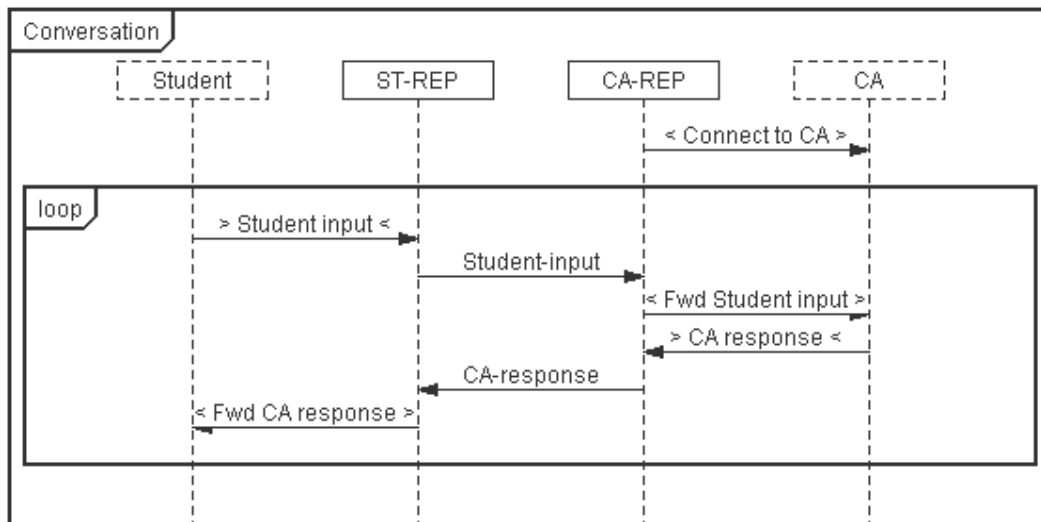 Conversation
Student
ST-REP
CA-REP
CA
< Connect to CA >
loop
> Student input <
Student-input
< Fwd Student input >
> CA response <
CA-response
< Fwd CA response >